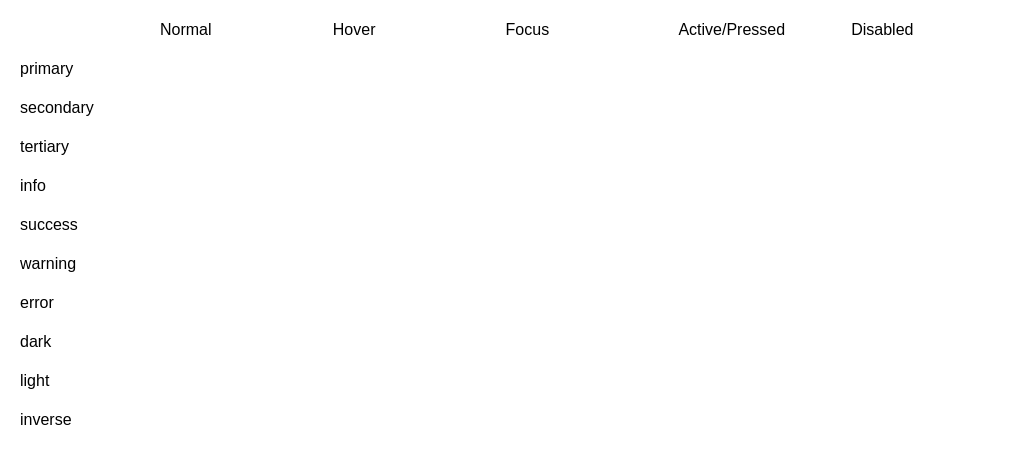 Normal Hover Focus Active/Pressed Disabled
primary
secondary
tertiary
info
success
warning
error
dark
light
inverse